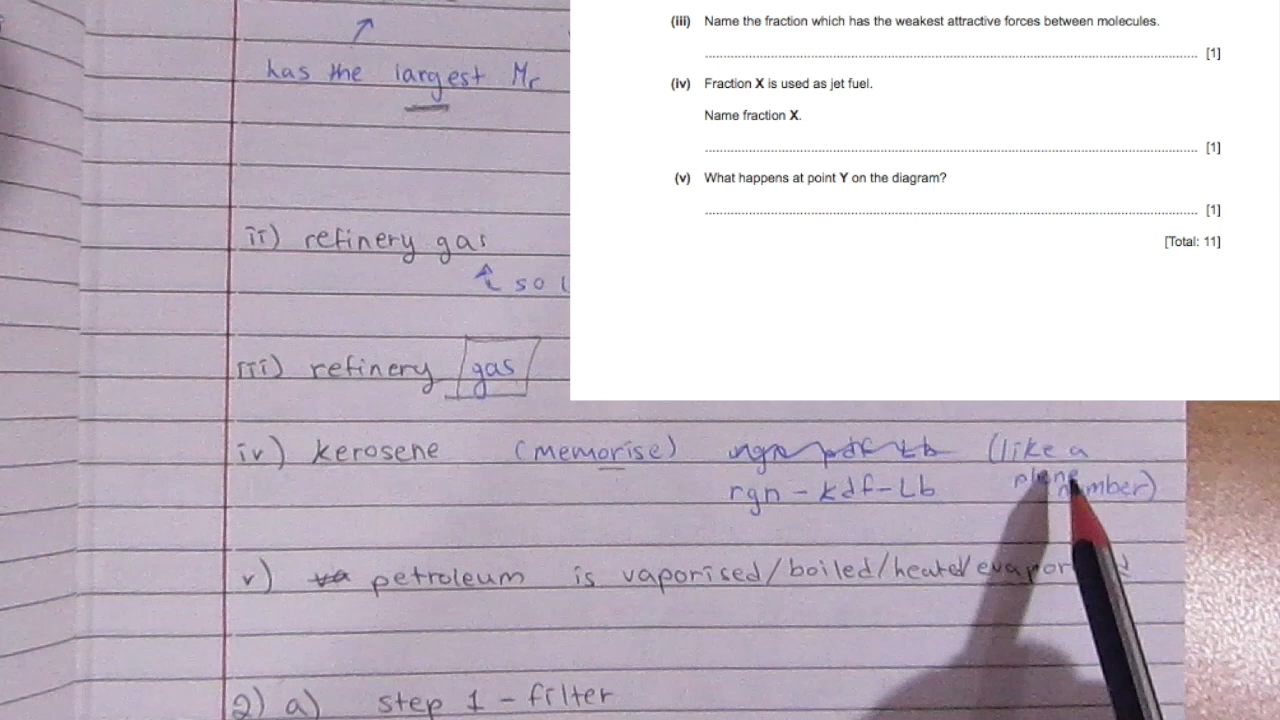 has the largest Mr
ii) refinery gas
so
iii) refinery gas
iv) kerosene (memorise) (like a
rgn - kdf - Lb number)
v) petroleum is vaporised/boiled/heated/
2) a) step 1 - filter
(iii) Name the fraction which has the weakest attractive forces between molecules.
[1]
(iv) Fraction X is used as jet fuel.
Name fraction X.
[1]
(v) What happens at point Y on the diagram?
[1]
[Total: 11]